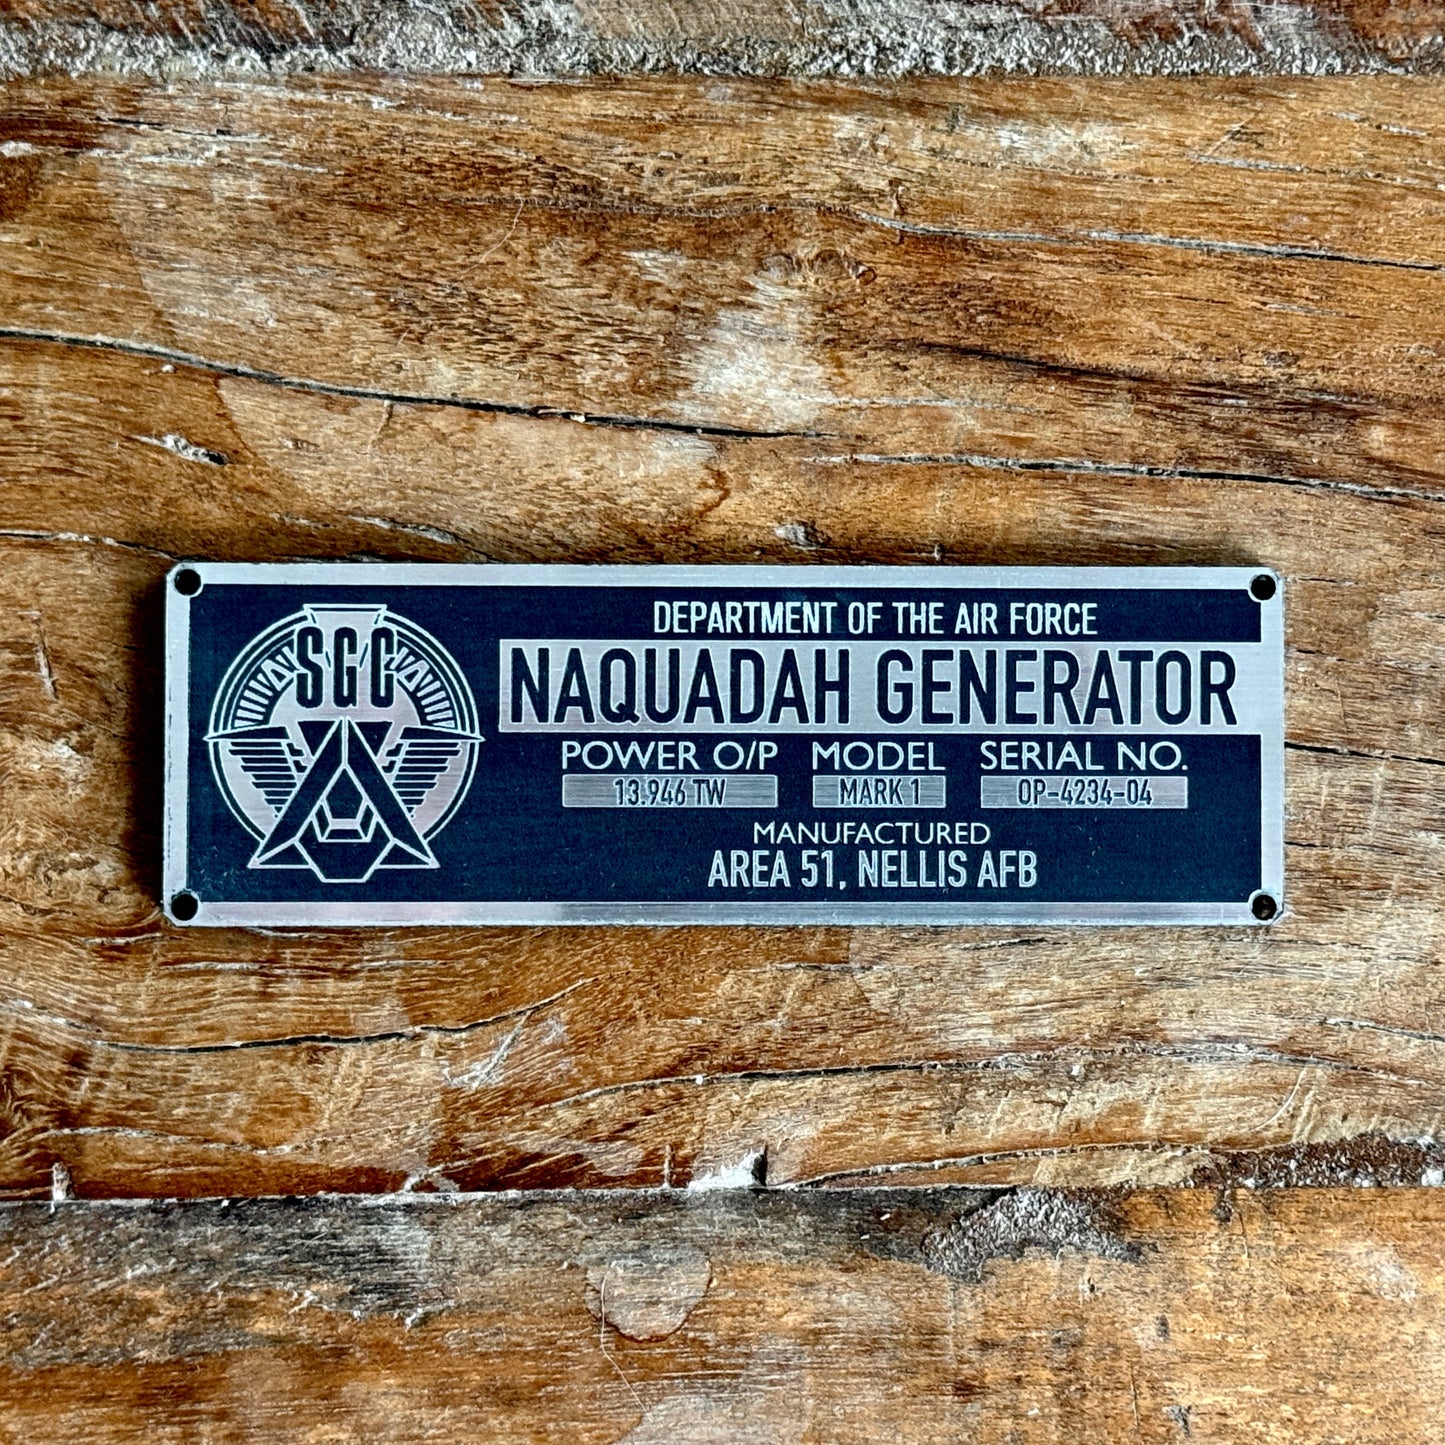 SGC
DEPARTMENT OF THE AIR FORCE
NAQUADAH GENERATOR
POWER O/P MODEL SERIAL NO.
13.946 TW MARK 1 OP-4234-04
MANUFACTURED
AREA 51, NELLIS AFB